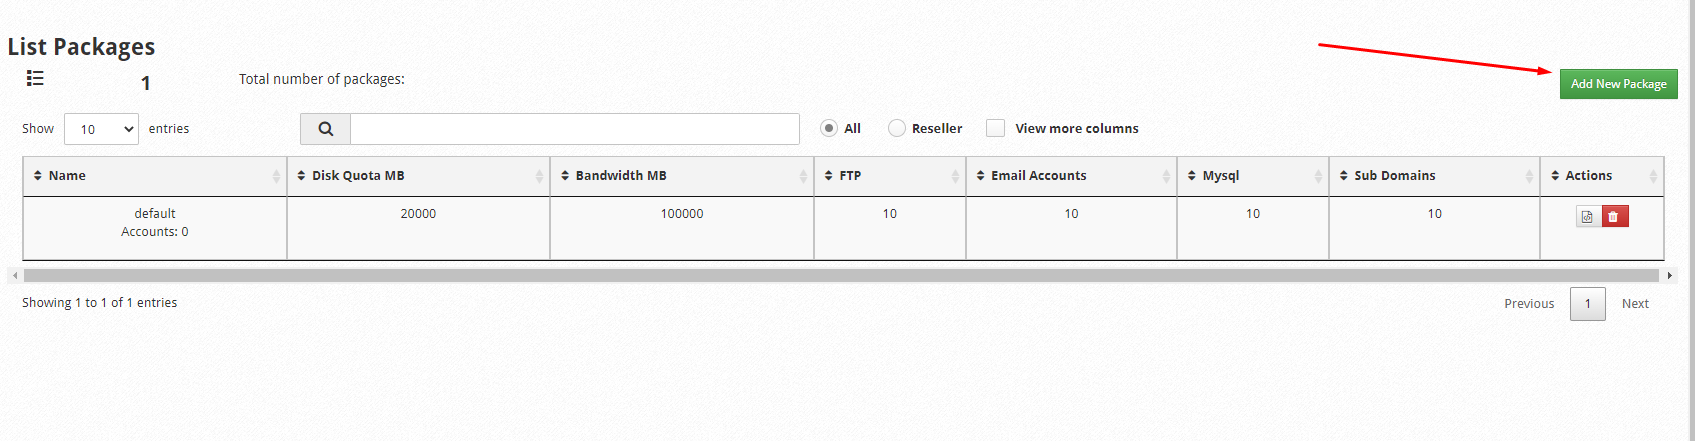 List Packages
1 Total number of packages:
Add New Package
Show 10 entries All Reseller View more columns
Name Disk Quota MB Bandwidth MB FTP Email Accounts Mysql Sub Domains Actions
default 20000 100000 10 10 10 10
Accounts: 0
Showing 1 to 1 of 1 entries Previous 1 Next